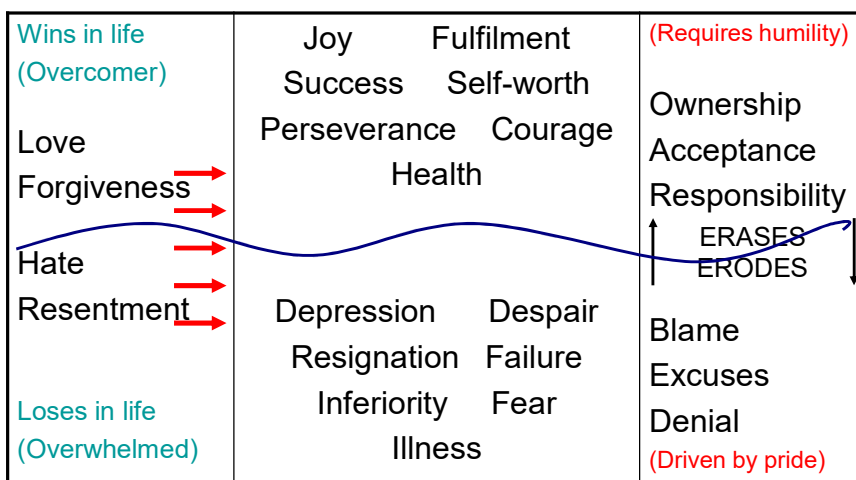 Wins in life
(Overcomer)
Love
Forgiveness
Hate
Resentment
Loses in life
(Overwhelmed)
Joy Fulfilment
Success Self-worth
Perseverance Courage
Health
Depression Despair
Resignation Failure
Inferiority Fear
Illness
(Requires humility)
Ownership
Acceptance
Responsibility
ERASES
ERODES
Blame
Excuses
Denial
(Driven by pride)